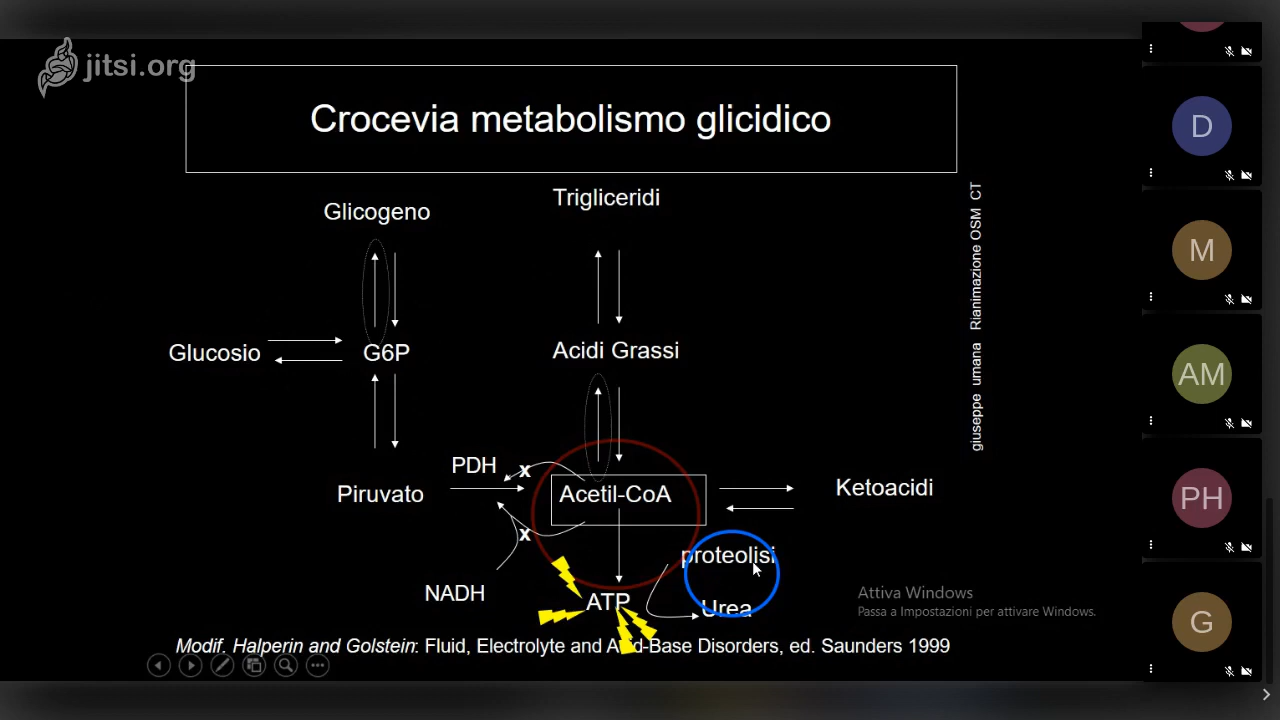 jitsi.org
Crocevia metabolismo glicidico
Glicogeno
Trigliceridi
giuseppe umana Rianimazione OSM CT
Glucosio
G6P
Acidi Grassi
PDH
x
Piruvato
Acetil-CoA
Ketoacidi
x
proteolisi
NADH
ATP
Urea
Attiva Windows
Passa a Impostazioni per attivare Windows.
Modif. Halperin and Golstein: Fluid, Electrolyte and Acid-Base Disorders, ed. Saunders 1999
D
M
AM
PH
G